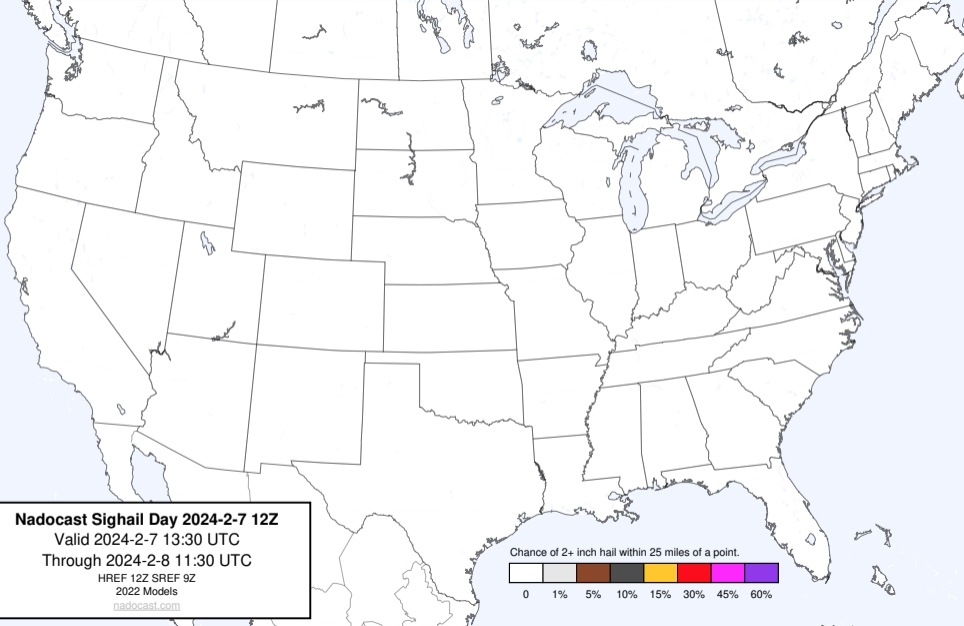 Nadocast Sighail Day 2024-2-7 12Z
Valid 2024-2-7 13:30 UTC
Through 2024-2-8 11:30 UTC
HREF 12Z SREF 9Z
2022 Models
nadocast.com
Chance of 2+ inch hail within 25 miles of a point.
0 1% 5% 10% 15% 30% 45% 60%